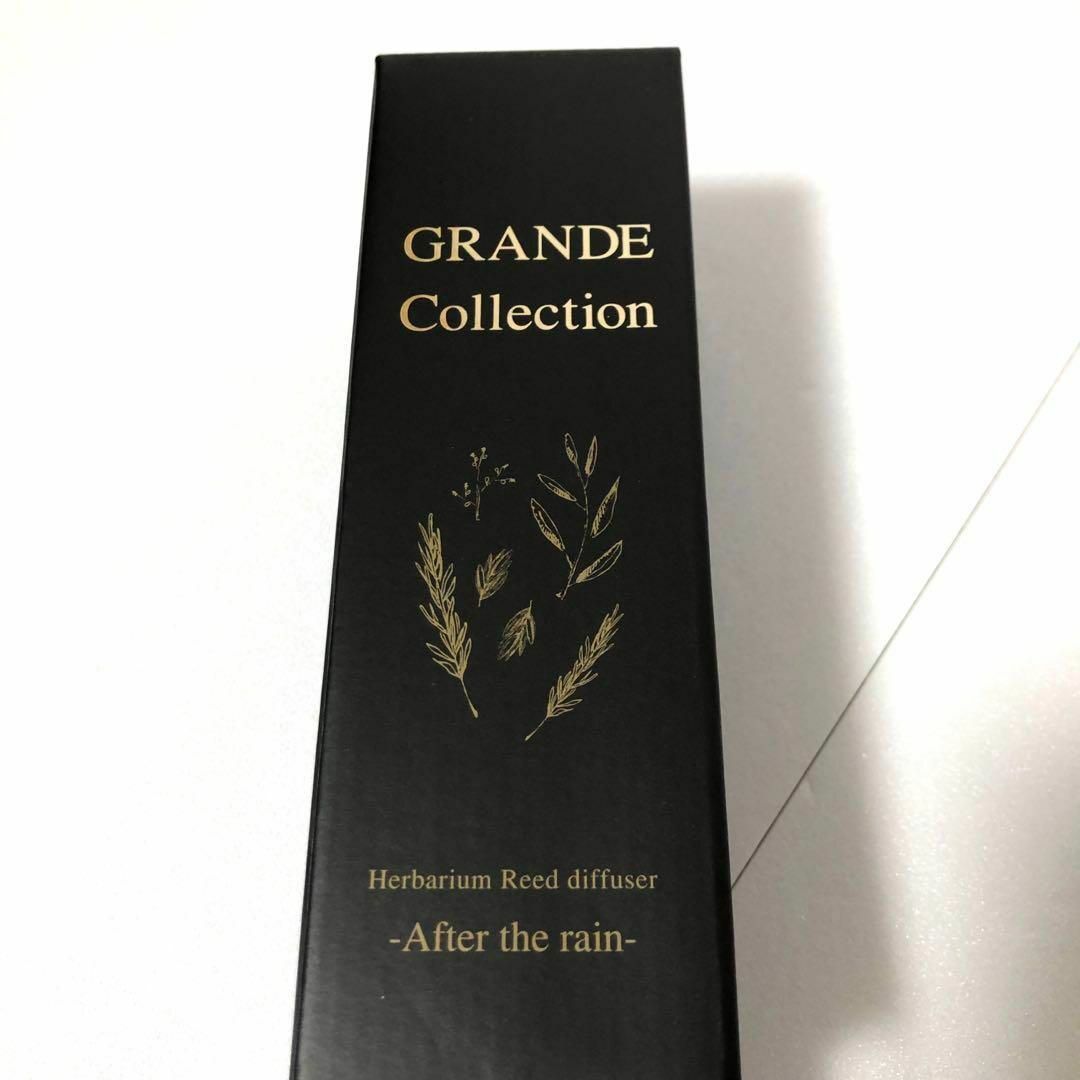 GRANDE
Collection
Herbarium Reed diffuser
-After the rain-